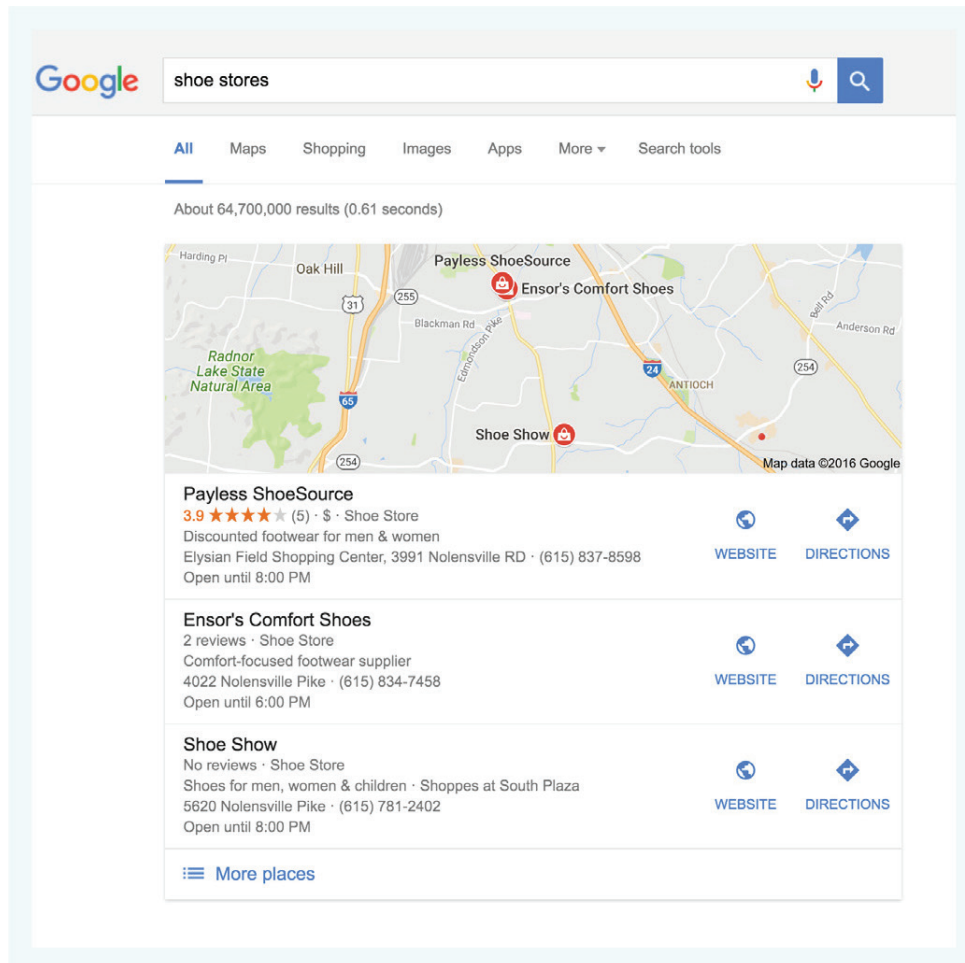 Google
shoe stores
All Maps Shopping Images Apps More Search tools
About 64,700,000 results (0.61 seconds)
Harding Pl
Oak Hill
Payless ShoeSource
31
255
Ensor's Comfort Shoes
Blackman Rd
Edmondson Pike
Bell Rd
Anderson Rd
Radnor
Lake State
Natural Area
24
254
ANTIOCH
65
Shoe Show
254
Map data ©2016 Google
Payless ShoeSource
3.9 ★★★★★ (5) · $ · Shoe Store
Discounted footwear for men & women
Elysian Field Shopping Center, 3991 Nolensville RD · (615) 837-8598
Open until 8:00 PM
WEBSITE DIRECTIONS
Ensor's Comfort Shoes
2 reviews · Shoe Store
Comfort-focused footwear supplier
4022 Nolensville Pike · (615) 834-7458
Open until 6:00 PM
WEBSITE DIRECTIONS
Shoe Show
No reviews · Shoe Store
Shoes for men, women & children · Shoppes at South Plaza
5620 Nolensville Pike · (615) 781-2402
Open until 8:00 PM
WEBSITE DIRECTIONS
More places